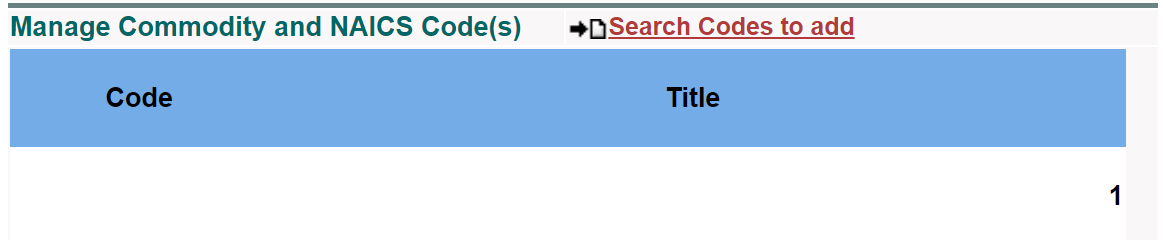 Manage Commodity and NAICS Code(s) Search Codes to add
Code Title
1